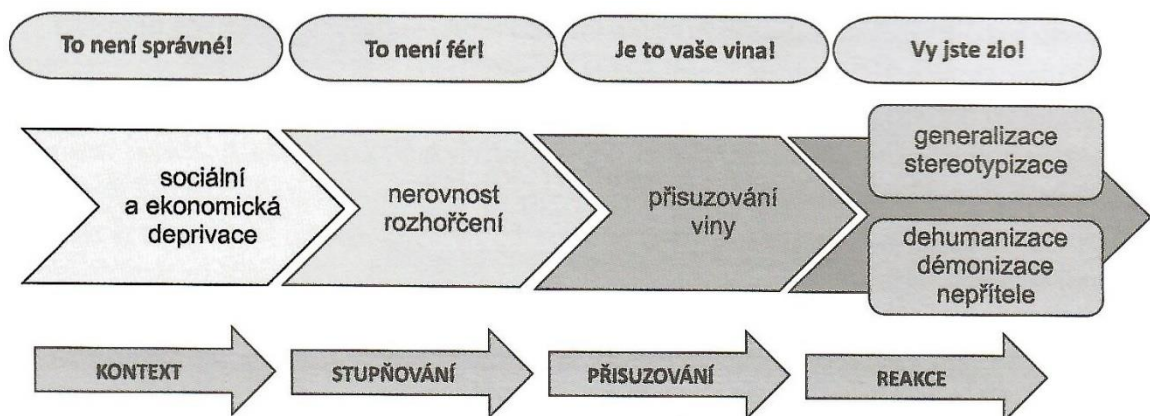 To není správné!
To není fér!
Je to vaše vina!
Vy jste zlo!
sociální
a ekonomická
deprivace
nerovnost
rozhořčení
přisuzování
viny
generalizace
stereotypizace
dehumanizace
démonizace
nepřítele
KONTEXT
STUPŇOVÁNÍ
PŘISUZOVÁNÍ
REAKCE